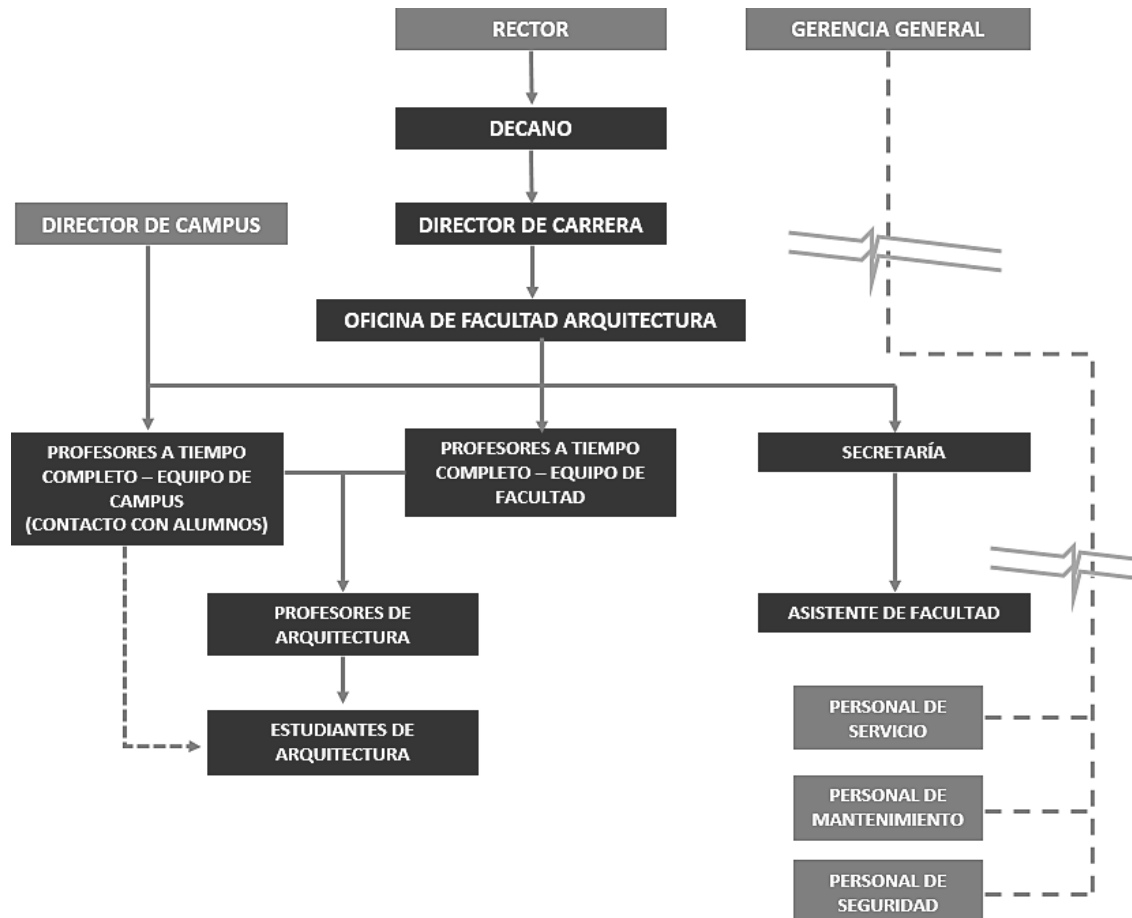 RECTOR
GERENCIA GENERAL
DECANO
DIRECTOR DE CAMPUS
DIRECTOR DE CARRERA
OFICINA DE FACULTAD ARQUITECTURA
PROFESORES A TIEMPO
COMPLETO – EQUIPO DE
CAMPUS
(CONTACTO CON ALUMNOS)
PROFESORES A TIEMPO
COMPLETO – EQUIPO DE
FACULTAD
SECRETARÍA
PROFESORES DE
ARQUITECTURA
ASISTENTE DE FACULTAD
ESTUDIANTES DE
ARQUITECTURA
PERSONAL DE
SERVICIO
PERSONAL DE
MANTENIMIENTO
PERSONAL DE
SEGURIDAD